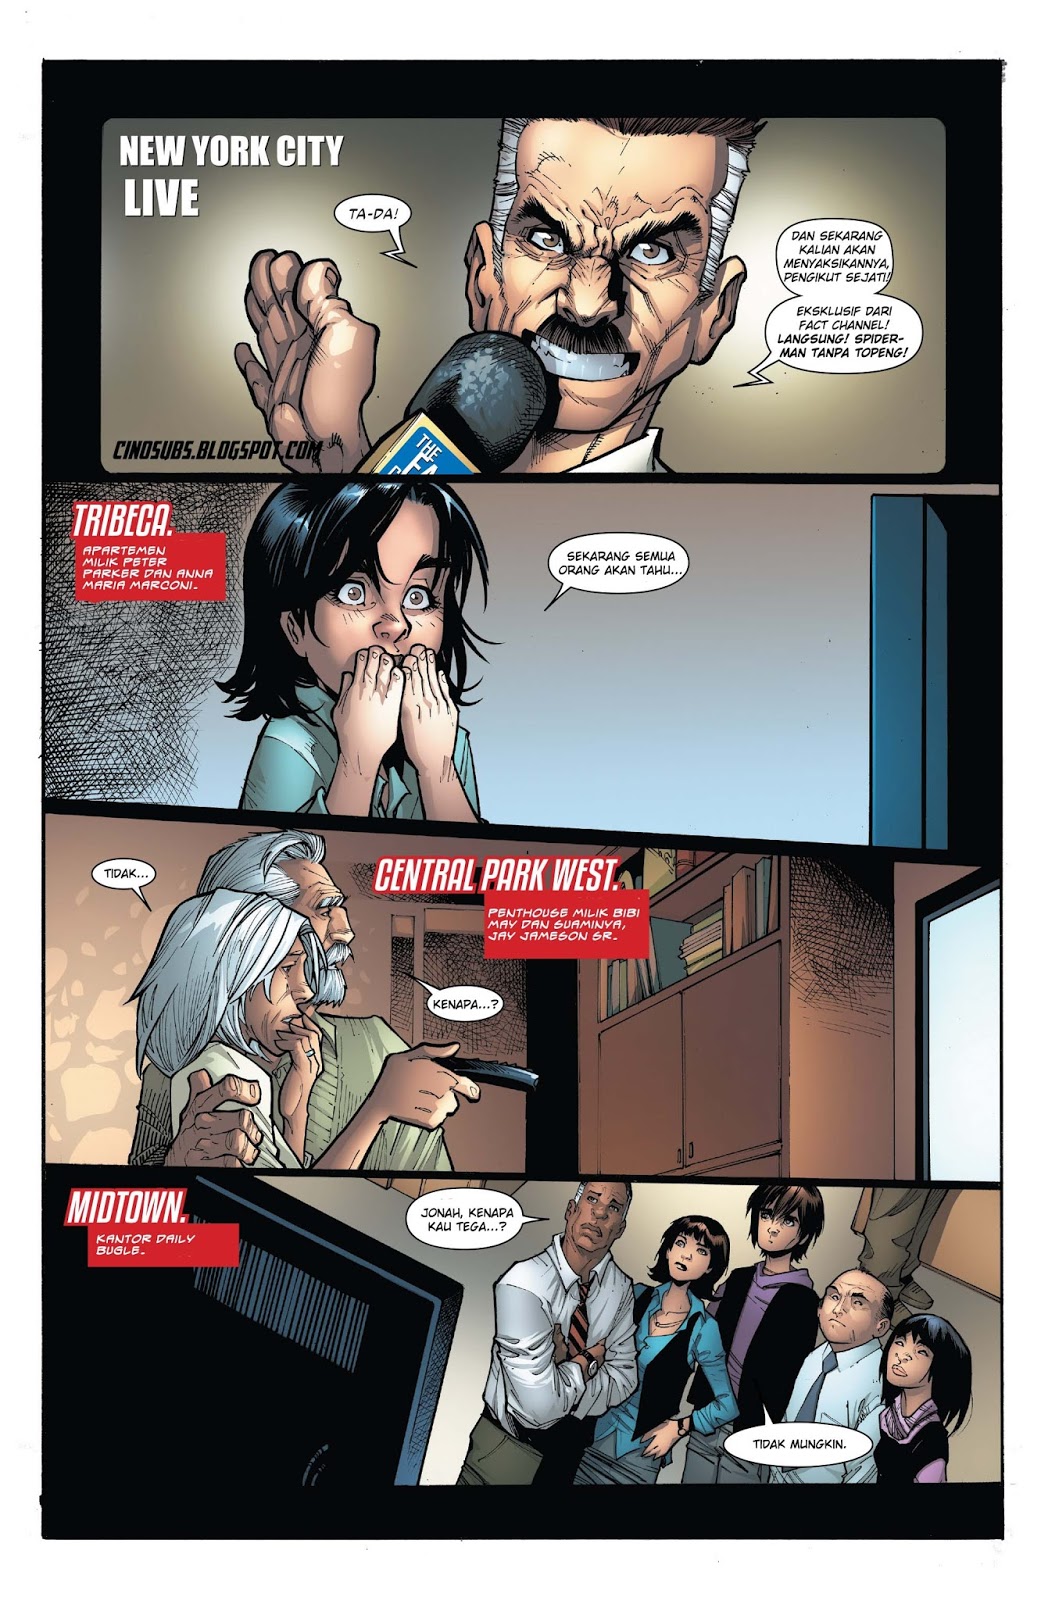 NEW YORK CITY
LIVE
TA-DA!
DAN SEKARANG
KALIAN AKAN
MENYAKSIKANNYA,
PENGIKUT SEJATI!
EKSKLUSIF DARI
FACT CHANNEL!
LANGSUNG! SPIDER-
MAN TANPA TOPENG!
THE
CINOSUBS.BLOGSPOT.COM
TRIBECA.
APARTEMEN
MILIK PETER
PARKER DAN ANNA
MARIA MARCONI.
SEKARANG SEMUA
ORANG AKAN TAHU...
TIDAK...
CENTRAL PARK WEST.
PENTHOUSE MILIK BIBI
MAY DAN SUAMINYA,
JAY JAMESON SR.
KENAPA...?
MIDTOWN.
KANTOR DAILY
BUGLE.
JONAH, KENAPA
KAU TEGA...?
TIDAK MUNGKIN.